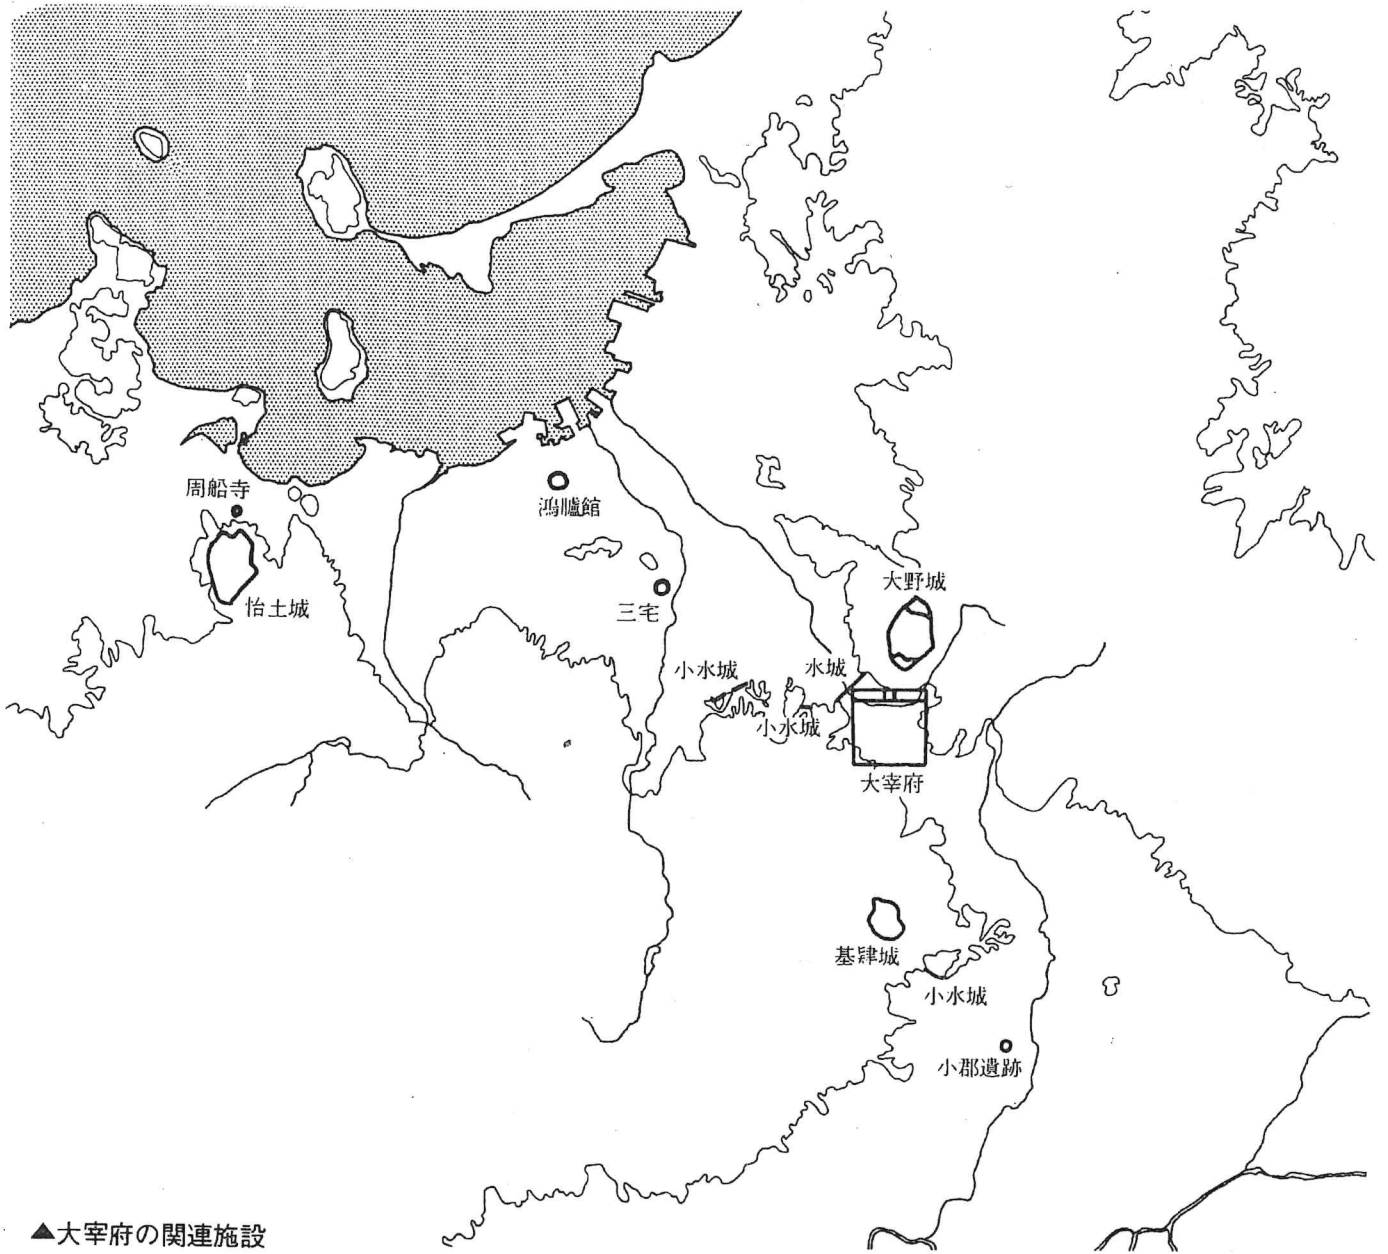 周船寺
鴻臚館
怡土城
三宅
大野城
小水城
水城
小水城
大宰府
基肄城
小水城
小郡遺跡
▲大宰府の関連施設